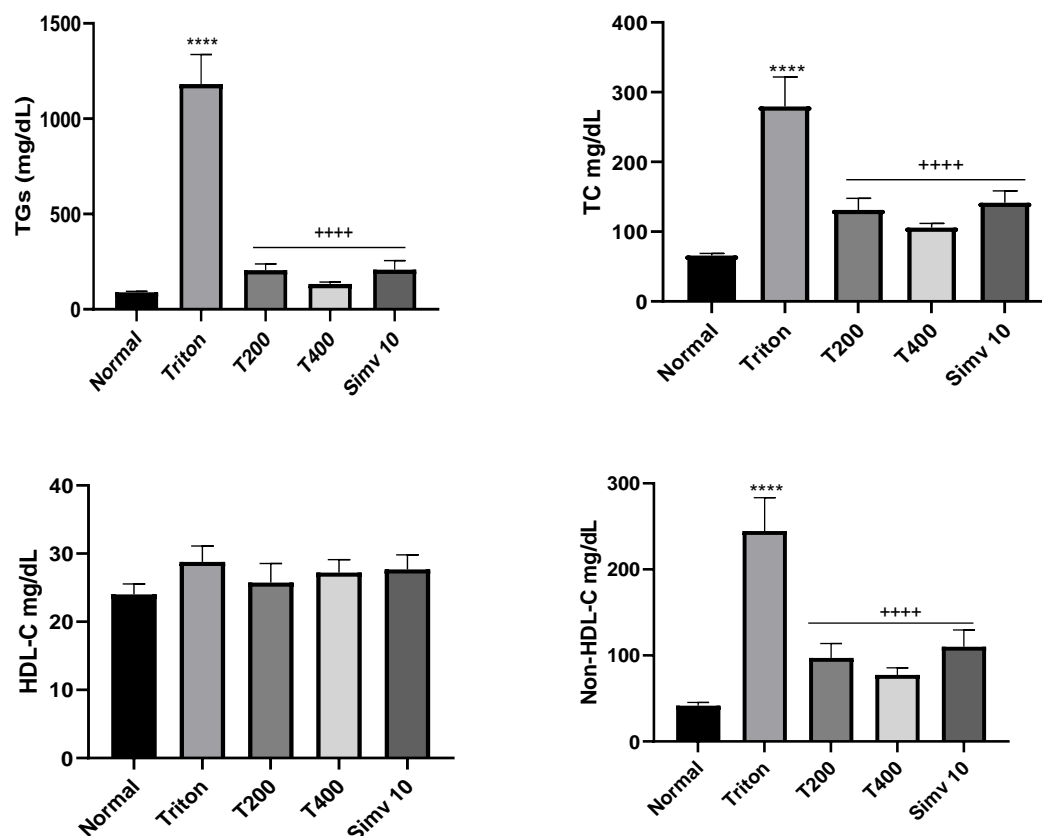 TGs (mg/dL)
1500
1000
500
0
****
++++
Normal
Triton
T200
T400
Simv 10
TC mg/dL
400
300
200
100
0
****
++++
Normal
Triton
T200
T400
Simv 10
HDL-C mg/dL
40
30
20
10
0
Normal
Triton
T200
T400
Simv 10
Non-HDL-C mg/dL
300
200
100
0
****
++++
Normal
Triton
T200
T400
Simv 10